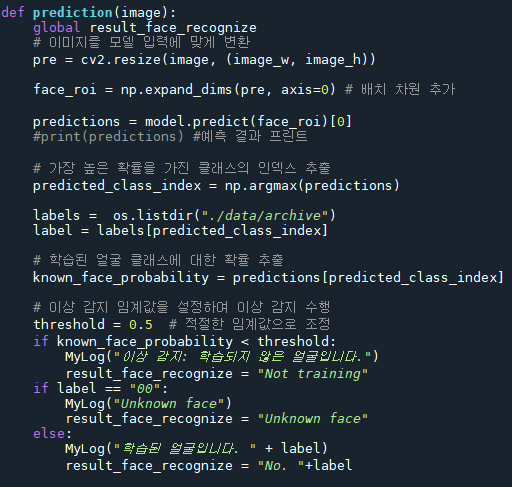 def prediction(image):
    global result_face_recognize
    # 이미지를 모델 입력에 맞게 변환
    pre = cv2.resize(image, (image_w, image_h))

    face_roi = np.expand_dims(pre, axis=0) # 배치 차원 추가

    predictions = model.predict(face_roi)[0]
    #print(predictions) #예측 결과 프린트

    # 가장 높은 확률을 가진 클래스의 인덱스 추출
    predicted_class_index = np.argmax(predictions)

    labels =  os.listdir("./data/archive")
    label = labels[predicted_class_index]

    # 학습된 얼굴 클래스에 대한 확률 추출
    known_face_probability = predictions[predicted_class_index]

    # 이상 감지 임계값을 설정하여 이상 감지 수행
    threshold = 0.5  # 적절한 임계값으로 조정
    if known_face_probability < threshold:
        MyLog("이상 감지: 학습되지 않은 얼굴입니다.")
        result_face_recognize = "Not training"
    if label == "00":
        MyLog("Unknown face")
        result_face_recognize = "Unknown face"
    else:
        MyLog("학습된 얼굴입니다. " + label)
        result_face_recognize = "No. "+label